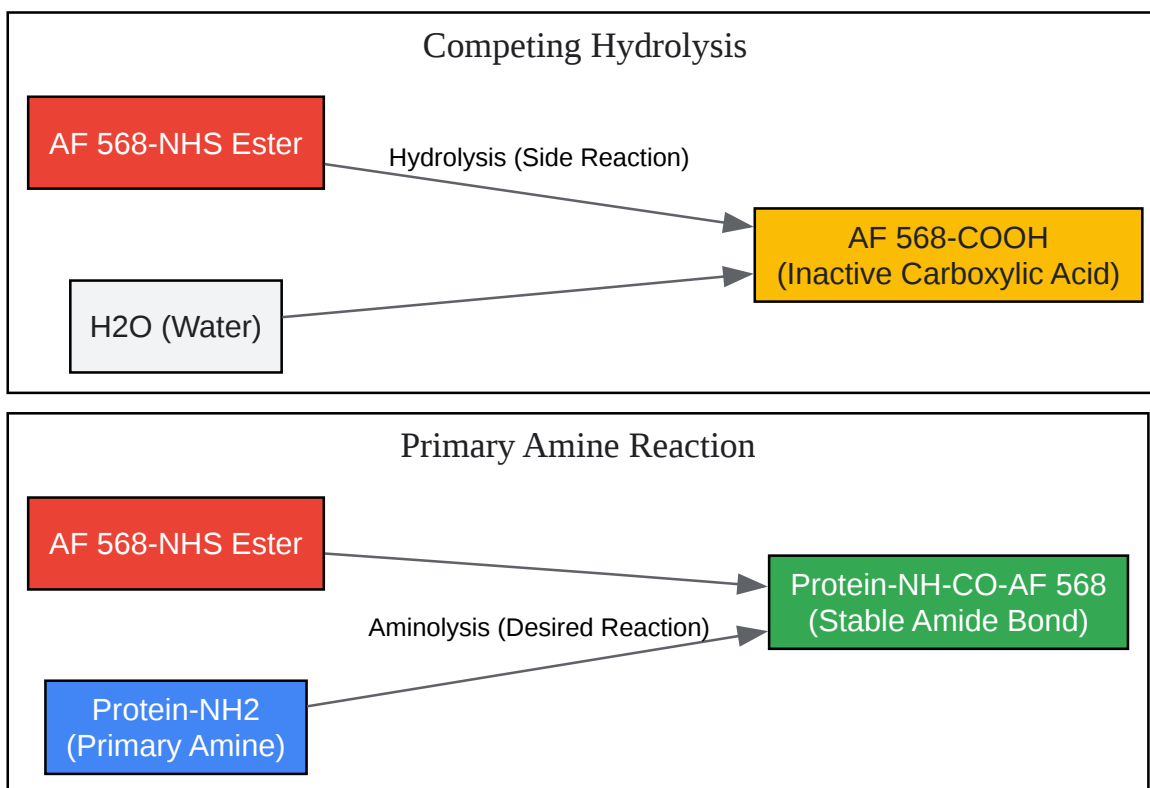 Competing Hydrolysis
AF 568-NHS Ester
Hydrolysis (Side Reaction)
AF 568-COOH
(Inactive Carboxylic Acid)
H2O (Water)
Primary Amine Reaction
AF 568-NHS Ester
Protein-NH-CO-AF 568
(Stable Amide Bond)
Aminolysis (Desired Reaction)
Protein-NH2
(Primary Amine)